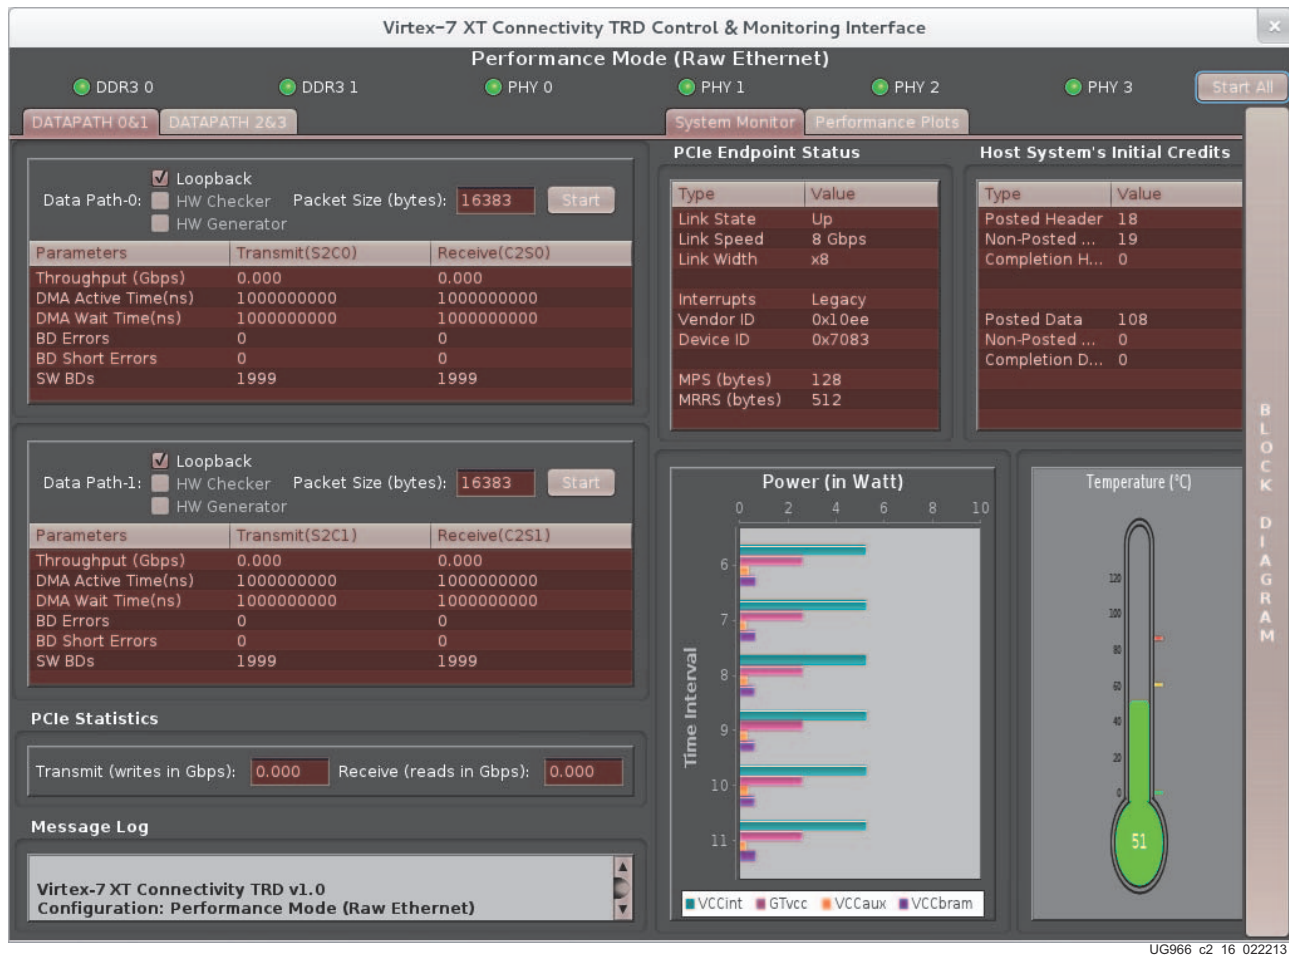 Virtex-7 XT Connectivity TRD Control & Monitoring Interface
×
Performance Mode (Raw Ethernet)
DDR3 0 DDR3 1 PHY 0 PHY 1 PHY 2 PHY 3 Start All
DATAPATH 0&1 DATAPATH 2&3
System Monitor Performance Plots
Data Path-0:
Loopback
HW Checker
HW Generator
Packet Size (bytes): 16383 Start
Parameters Transmit(S2C0) Receive(C2S0)
Throughput (Gbps) 0.000 0.000
DMA Active Time(ns) 1000000000 1000000000
DMA Wait Time(ns) 1000000000 1000000000
BD Errors 0 0
BD Short Errors 0 0
SW BDs 1999 1999
Data Path-1:
Loopback
HW Checker
HW Generator
Packet Size (bytes): 16383 Start
Parameters Transmit(S2C1) Receive(C2S1)
Throughput (Gbps) 0.000 0.000
DMA Active Time(ns) 1000000000 1000000000
DMA Wait Time(ns) 1000000000 1000000000
BD Errors 0 0
BD Short Errors 0 0
SW BDs 1999 1999
PCIe Statistics
Transmit (writes in Gbps): 0.000 Receive (reads in Gbps): 0.000
Message Log
Virtex-7 XT Connectivity TRD v1.0
Configuration: Performance Mode (Raw Ethernet)
PCIe Endpoint Status
Type Value
Link State Up
Link Speed 8 Gbps
Link Width x8
Interrupts Legacy
Vendor ID 0x10ee
Device ID 0x7083
MPS (bytes) 128
MRRS (bytes) 512
Host System's Initial Credits
Type Value
Posted Header 18
Non-Posted ... 19
Completion H... 0
Posted Data 108
Non-Posted ... 0
Completion D... 0
Power (in Watt)
0 2 4 6 8 10
Time Interval
6
7
8
9
10
11
VCCint GTvcc VCCaux VCCbram
Temperature (°C)
120
100
80
60
40
20
0
51
BLOCK DIAGRAM
UG966_c2_16_022213